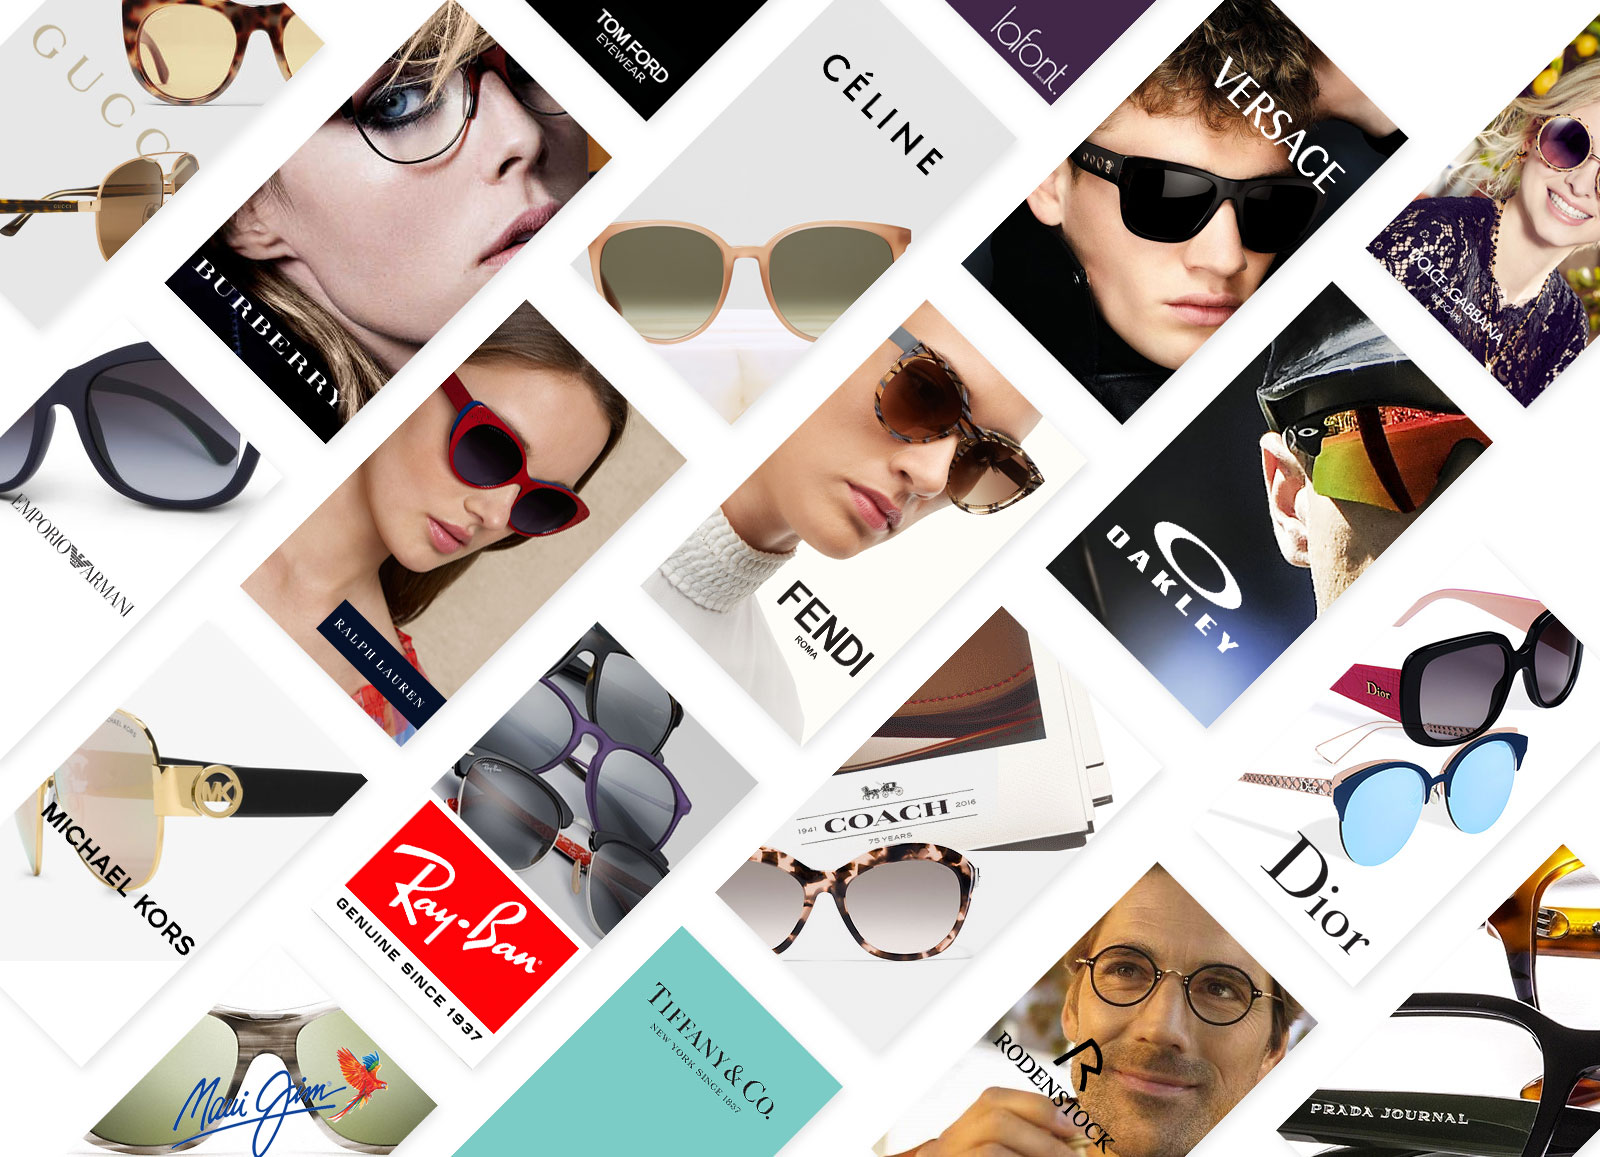 GUCCI
TOM FORD
EYEWEAR
CÉLINE
lafont.
VERSACE
BURBERRY
DOLCE & GABBANA
EMPORIO ARMANI
RALPH LAUREN
FENDI
ROMA
OAKLEY
Dior
MK
MICHAEL KORS
Ray-Ban
Ray-Ban
GENUINE SINCE 1937
1941
COACH
2016
75 YEARS
Dior
Maui Jim
TIFFANY & CO.
NEW YORK SINCE 1837
R
RODENSTOCK
PRADA JOURNAL